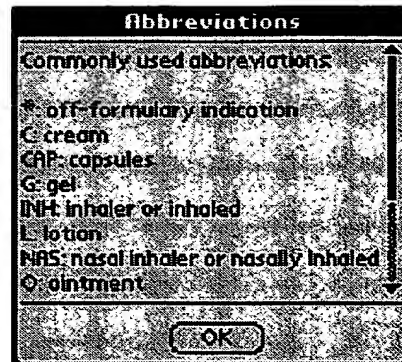 Abbreviations
Commonly used abbreviations:
*: off-formulary indication
C: cream
CAP: capsules
G: gel
INH: inhaler or inhaled
L: lotion
NAS: nasal inhaler or nasally inhaled
O: ointment
OK